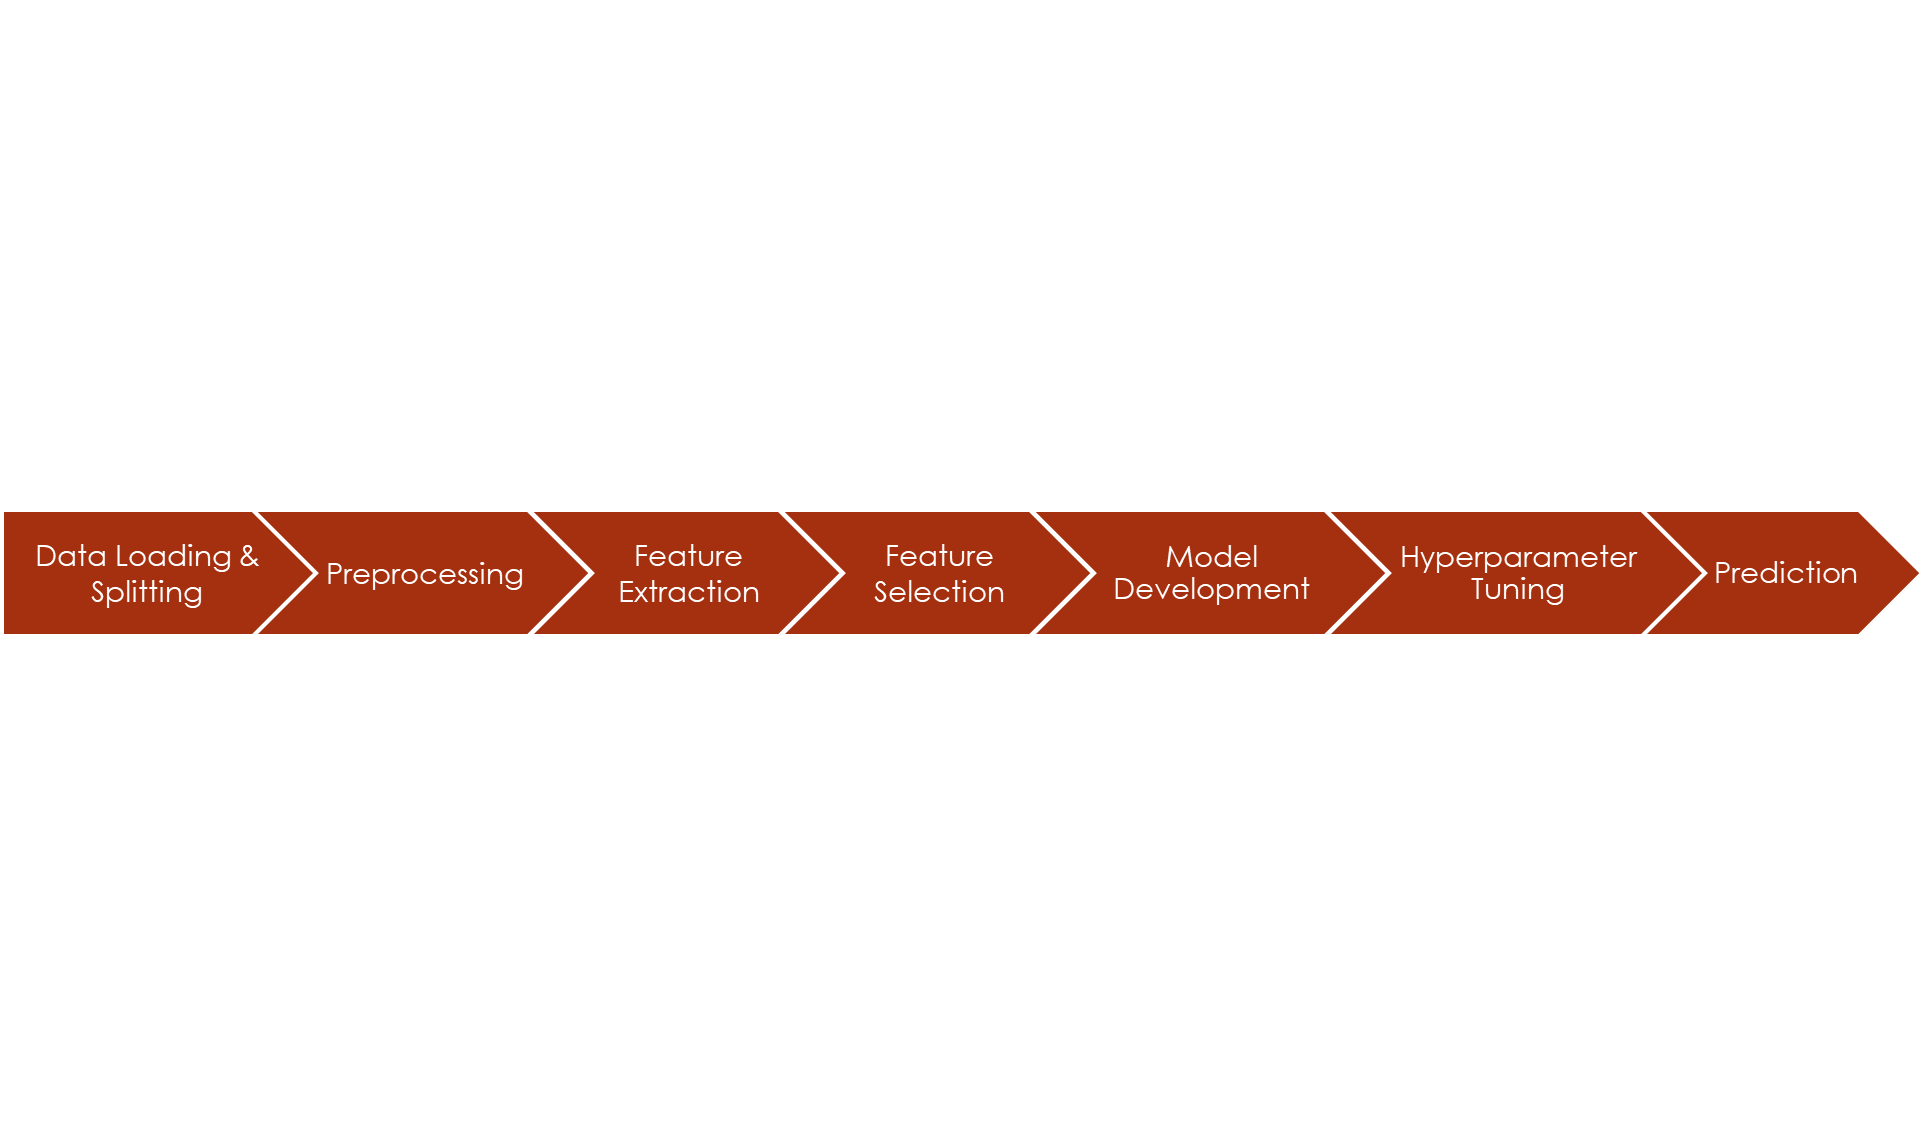 Data Loading &
Splitting
Preprocessing
Feature
Extraction
Feature
Selection
Model
Development
Hyperparameter
Tuning
Prediction